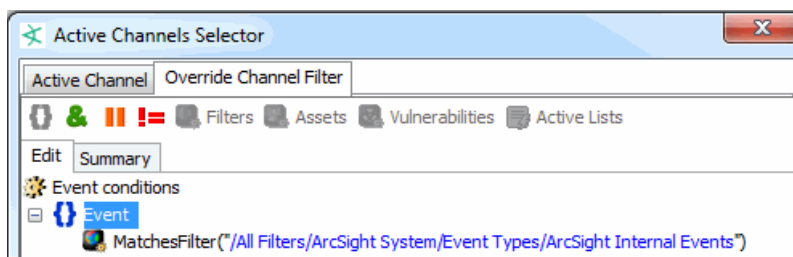 Active Channels Selector
Active Channel Override Channel Filter
{} & || != Filters Assets Vulnerabilities Active Lists
Edit Summary
Event conditions
{} Event
MatchesFilter("/All Filters/ArcSight System/Event Types/ArcSight Internal Events")